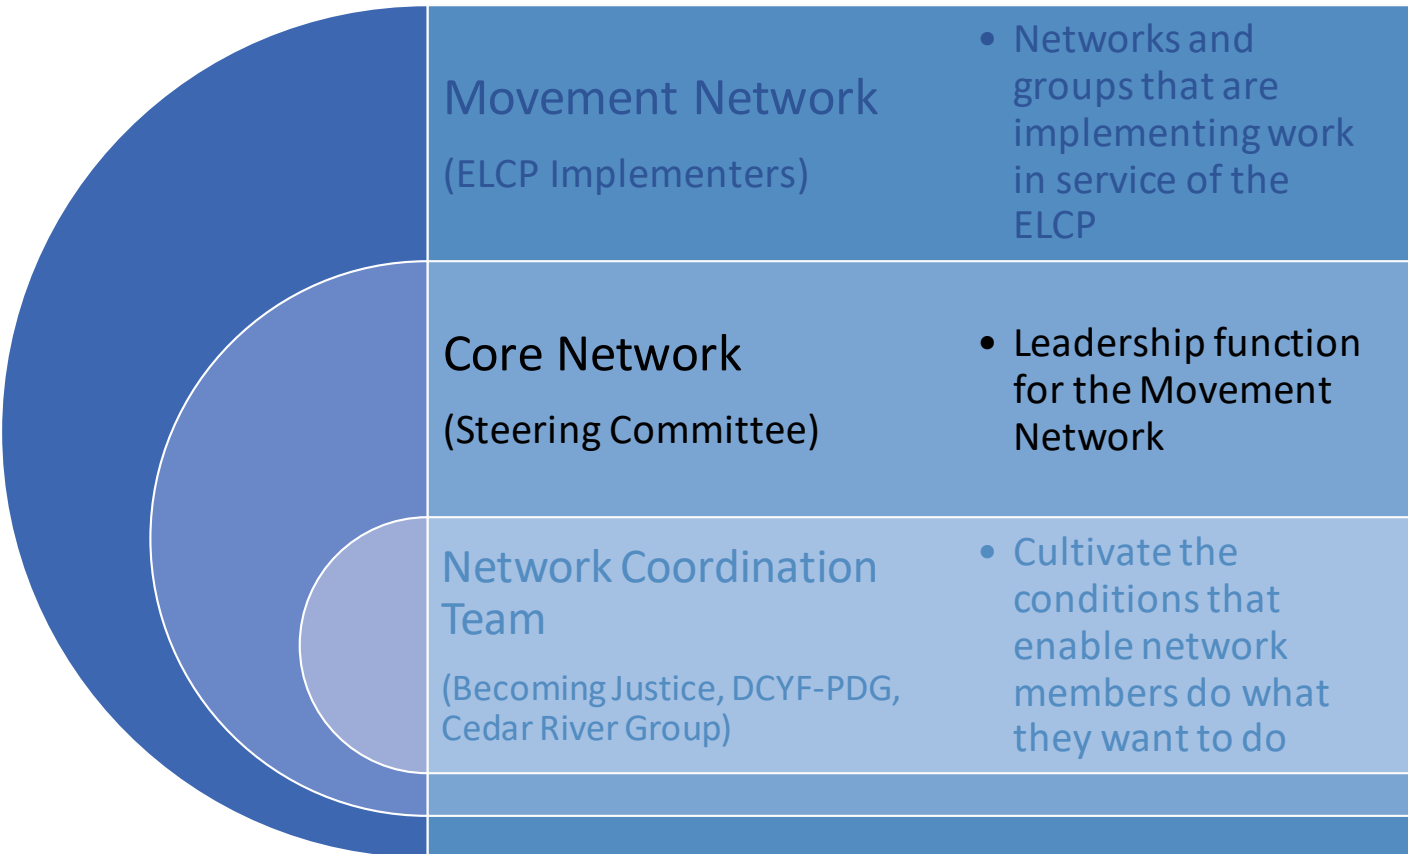 Movement Network
(ELCP Implementers)
• Networks and
groups that are
implementing work
in service of the
ELCP
Core Network
(Steering Committee)
• Leadership function
for the Movement
Network
Network Coordination
Team
(Becoming Justice, DCYF-PDG,
Cedar River Group)
• Cultivate the
conditions that
enable network
members do what
they want to do